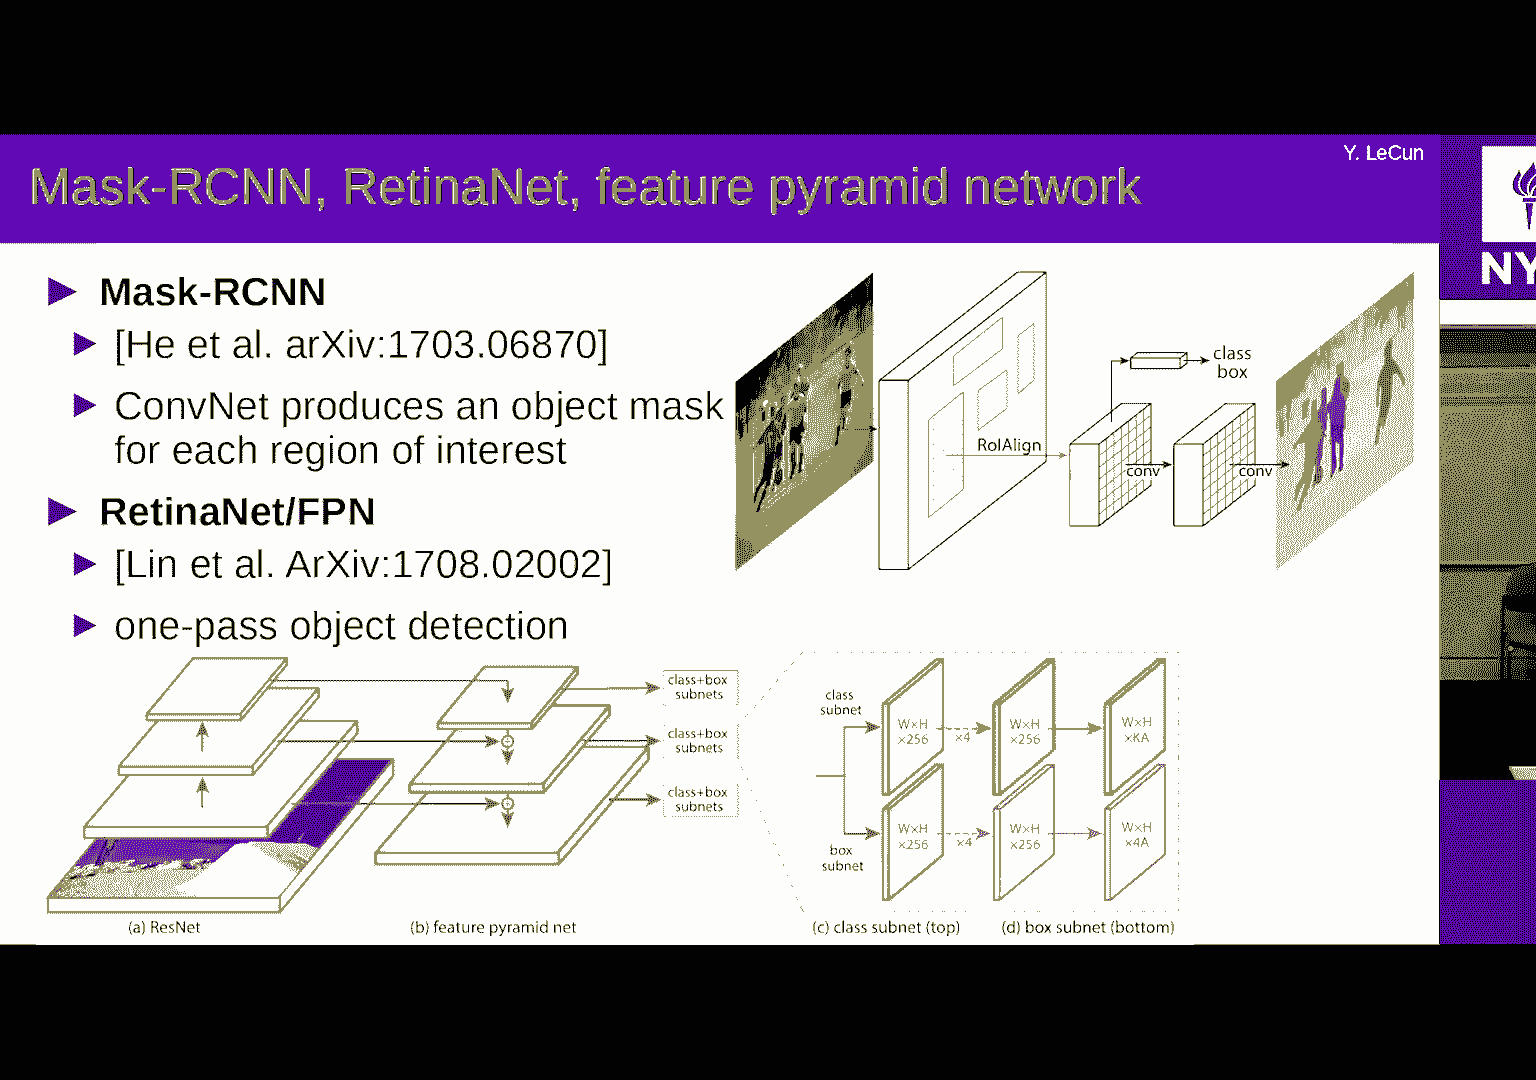 Y. LeCun
Mask-RCNN, RetinaNet, feature pyramid network
NY
Mask-RCNN
[He et al. arXiv:1703.06870]
ConvNet produces an object mask
for each region of interest
RetinaNet/FPN
[Lin et al. ArXiv:1708.02002]
one-pass object detection
RoIAlign
class
box
conv
conv
class+box
subnets
class+box
subnets
class+box
subnets
class
subnet
W×H
×256
×4
W×H
×256
W×H
×KA
box
subnet
W×H
×256
×4
W×H
×256
W×H
×4A
(a) ResNet
(b) feature pyramid net
(c) class subnet (top)
(d) box subnet (bottom)